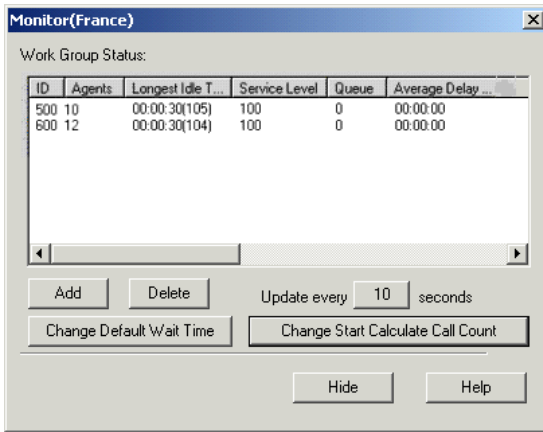 Monitor(France)
Work Group Status:
ID Agents Longest Idle T... Service Level Queue Average Delay ...
500 10 00:00:30(105) 100 0 00:00:00
600 12 00:00:30(104) 100 0 00:00:00
Add Delete Update every 10 seconds
Change Default Wait Time Change Start Calculate Call Count
Hide Help